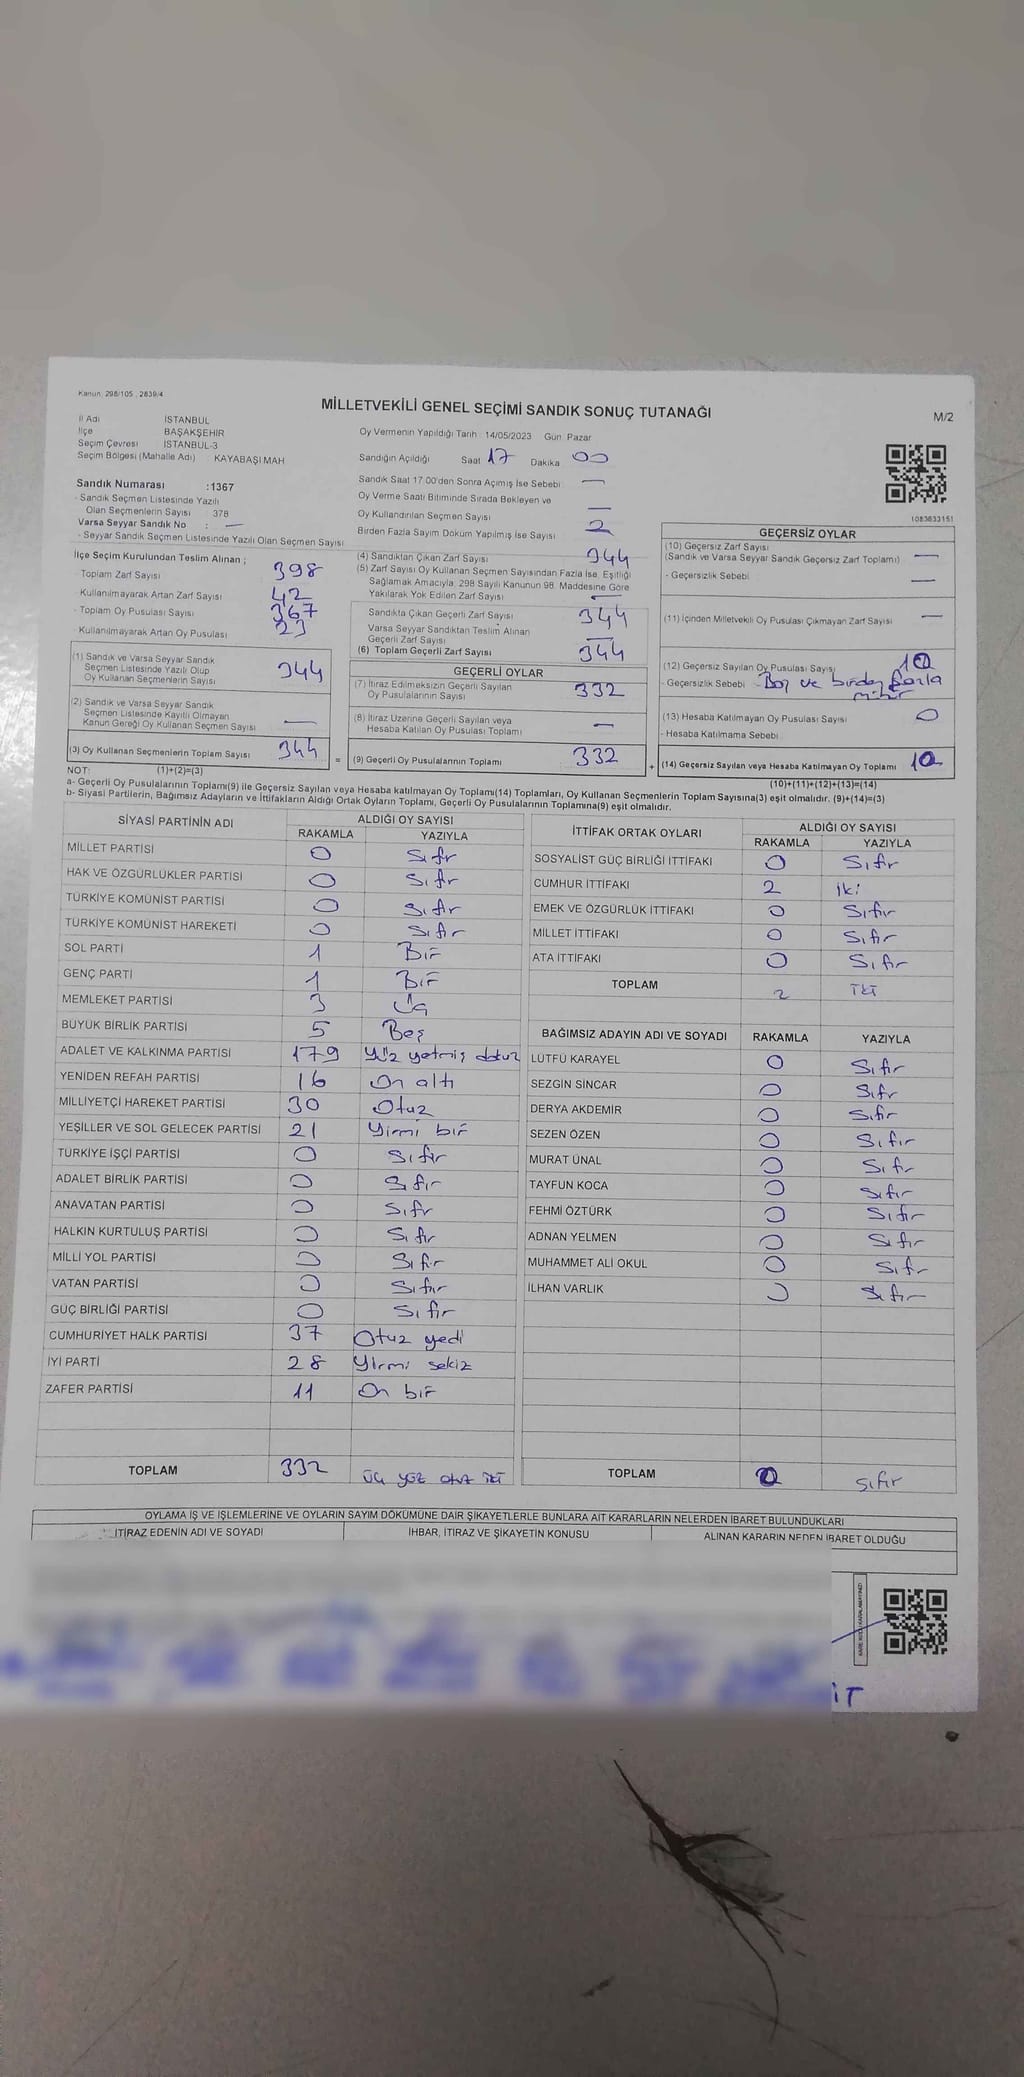 Kanun: 298/105 , 2839/4
MİLLETVEKİLİ GENEL SEÇİMİ SANDIK SONUÇ TUTANAĞI
M/2
İl Adı İSTANBUL
İlçe BAŞAKŞEHİR
Seçim Çevresi İSTANBUL-3
Seçim Bölgesi (Mahalle Adı) KAYABAŞI MAH
Sandık Numarası :1367
- Sandık Seçmen Listesinde Yazılı
Olan Seçmenlerin Sayısı 378
Varsa Seyyar Sandık No : —
- Seyyar Sandık Seçmen Listesinde Yazılı Olan Seçmen Sayısı
Oy Vermenin Yapıldığı Tarih 14/05/2023 Gün Pazar
Sandığın Açıldığı Saat 17 Dakika 00
Sandık Saat 17.00'den Sonra Açılmış İse Sebebi —
Oy Verme Saati Bitiminde Sırada Bekleyen ve
Oy Kullandırılan Seçmen Sayısı —
Birden Fazla Sayım Döküm Yapılmış İse Sayısı 2
1083633151
İlçe Seçim Kurulundan Teslim Alınan ;
- Toplam Zarf Sayısı 398
- Kullanılmayarak Artan Zarf Sayısı 42
- Toplam Oy Pusulası Sayısı 367
- Kullanılmayarak Artan Oy Pusulası 23
(1) Sandık ve Varsa Seyyar Sandık
Seçmen Listesinde Yazılı Olup
Oy Kullanan Seçmenlerin Sayısı 344
(2) Sandık ve Varsa Seyyar Sandık
Seçmen Listesinde Kayıtlı Olmayan
Kanun Gereği Oy Kullanan Seçmen Sayısı —
(3) Oy Kullanan Seçmenlerin Toplam Sayısı 344
(1)+(2)=(3)
(4) Sandıktan Çıkan Zarf Sayısı 344
(5) Zarf Sayısı Oy Kullanan Seçmen Sayısından Fazla İse, Eşitliği
Sağlamak Amacıyla, 298 Sayılı Kanunun 98. Maddesine Göre
Yakılarak Yok Edilen Zarf Sayısı —
Sandıkta Çıkan Geçerli Zarf Sayısı 344
Varsa Seyyar Sandıktan Teslim Alınan
Geçerli Zarf Sayısı —
(6) Toplam Geçerli Zarf Sayısı 344
GEÇERLİ OYLAR
(7) İtiraz Edilmeksizin Geçerli Sayılan
Oy Pusulalarının Sayısı 332
(8) İtiraz Üzerine Geçerli Sayılan veya
Hesaba Katılan Oy Pusulası Toplamı —
= (9) Geçerli Oy Pusulalarının Toplamı 332
GEÇERSİZ OYLAR
(10) Geçersiz Zarf Sayısı
(Sandık ve Varsa Seyyar Sandık Geçersiz Zarf Toplamı) —
- Geçersizlik Sebebi —
(11) İçinden Milletvekili Oy Pusulası Çıkmayan Zarf Sayısı —
(12) Geçersiz Sayılan Oy Pusulası Sayısı
- Geçersizlik Sebebi Boş ve birden fazla mühür
(13) Hesaba Katılmayan Oy Pusulası Sayısı 0
- Hesaba Katılmama Sebebi
+ (14) Geçersiz Sayılan veya Hesaba Katılmayan Oy Toplamı
(10)+(11)+(12)+(13)=(14)
NOT:
a- Geçerli Oy Pusulalarının Toplamı(9) ile Geçersiz Sayılan veya Hesaba katılmayan Oy Toplamı(14) Toplamları, Oy Kullanan Seçmenlerin Toplam Sayısına(3) eşit olmalıdır. (9)+(14)=(3)
b- Siyasi Partilerin, Bağımsız Adayların ve İttifakların Aldığı Ortak Oyların Toplamı, Geçerli Oy Pusulalarının Toplamına(9) eşit olmalıdır.
SİYASİ PARTİNİN ADI ALDIĞI OY SAYISI
RAKAMLA YAZIYLA
MİLLET PARTİSİ 0 Sıfır
HAK VE ÖZGÜRLÜKLER PARTİSİ 0 Sıfır
TÜRKİYE KOMÜNİST PARTİSİ 0 Sıfır
TÜRKİYE KOMÜNİST HAREKETİ 0 Sıfır
SOL PARTİ 1 Bir
GENÇ PARTİ 1 Bir
MEMLEKET PARTİSİ 3 Üç
BÜYÜK BİRLİK PARTİSİ 5 Beş
ADALET VE KALKINMA PARTİSİ 179 Yüz yetmiş dokuz
YENİDEN REFAH PARTİSİ 16 On altı
MİLLİYETÇİ HAREKET PARTİSİ 30 Otuz
YEŞİLLER VE SOL GELECEK PARTİSİ 21 Yirmi bir
TÜRKİYE İŞÇİ PARTİSİ 0 Sıfır
ADALET BİRLİK PARTİSİ 0 Sıfır
ANAVATAN PARTİSİ 0 Sıfır
HALKIN KURTULUŞ PARTİSİ 0 Sıfır
MİLLİ YOL PARTİSİ 0 Sıfır
VATAN PARTİSİ 0 Sıfır
GÜÇ BİRLİĞİ PARTİSİ 0 Sıfır
CUMHURİYET HALK PARTİSİ 37 Otuz yedi
İYİ PARTİ 28 Yirmi sekiz
ZAFER PARTİSİ 11 On bir
TOPLAM 332 üç yüz otuz iki
İTTİFAK ORTAK OYLARI ALDIĞI OY SAYISI
RAKAMLA YAZIYLA
SOSYALİST GÜÇ BİRLİĞİ İTTİFAKI 0 Sıfır
CUMHUR İTTİFAKI 2 iki
EMEK VE ÖZGÜRLÜK İTTİFAKI 0 Sıfır
MİLLET İTTİFAKI 0 Sıfır
ATA İTTİFAKI 0 Sıfır
TOPLAM 2 İKİ
BAĞIMSIZ ADAYIN ADI VE SOYADI RAKAMLA YAZIYLA
LÜTFÜ KARAYEL 0 Sıfır
SEZGİN SİNCAR 0 Sıfır
DERYA AKDEMİR 0 Sıfır
SEZEN ÖZEN 0 Sıfır
MURAT ÜNAL 0 Sıfır
TAYFUN KOCA 0 Sıfır
FEHMİ ÖZTÜRK 0 Sıfır
ADNAN YELMEN 0 Sıfır
MUHAMMET ALİ OKUL 0 Sıfır
İLHAN VARLIK 0 Sıfır
TOPLAM 0 sıfır
OYLAMA İŞ VE İŞLEMLERİNE VE OYLARIN SAYIM DÖKÜMÜNE DAİR ŞİKAYETLERLE BUNLARA AİT KARARLARIN NELERDEN İBARET BULUNDUKLARI
İTİRAZ EDENİN ADI VE SOYADI İHBAR, İTİRAZ VE ŞİKAYETİN KONUSU ALINAN KARARIN NEDEN İBARET OLDUĞU